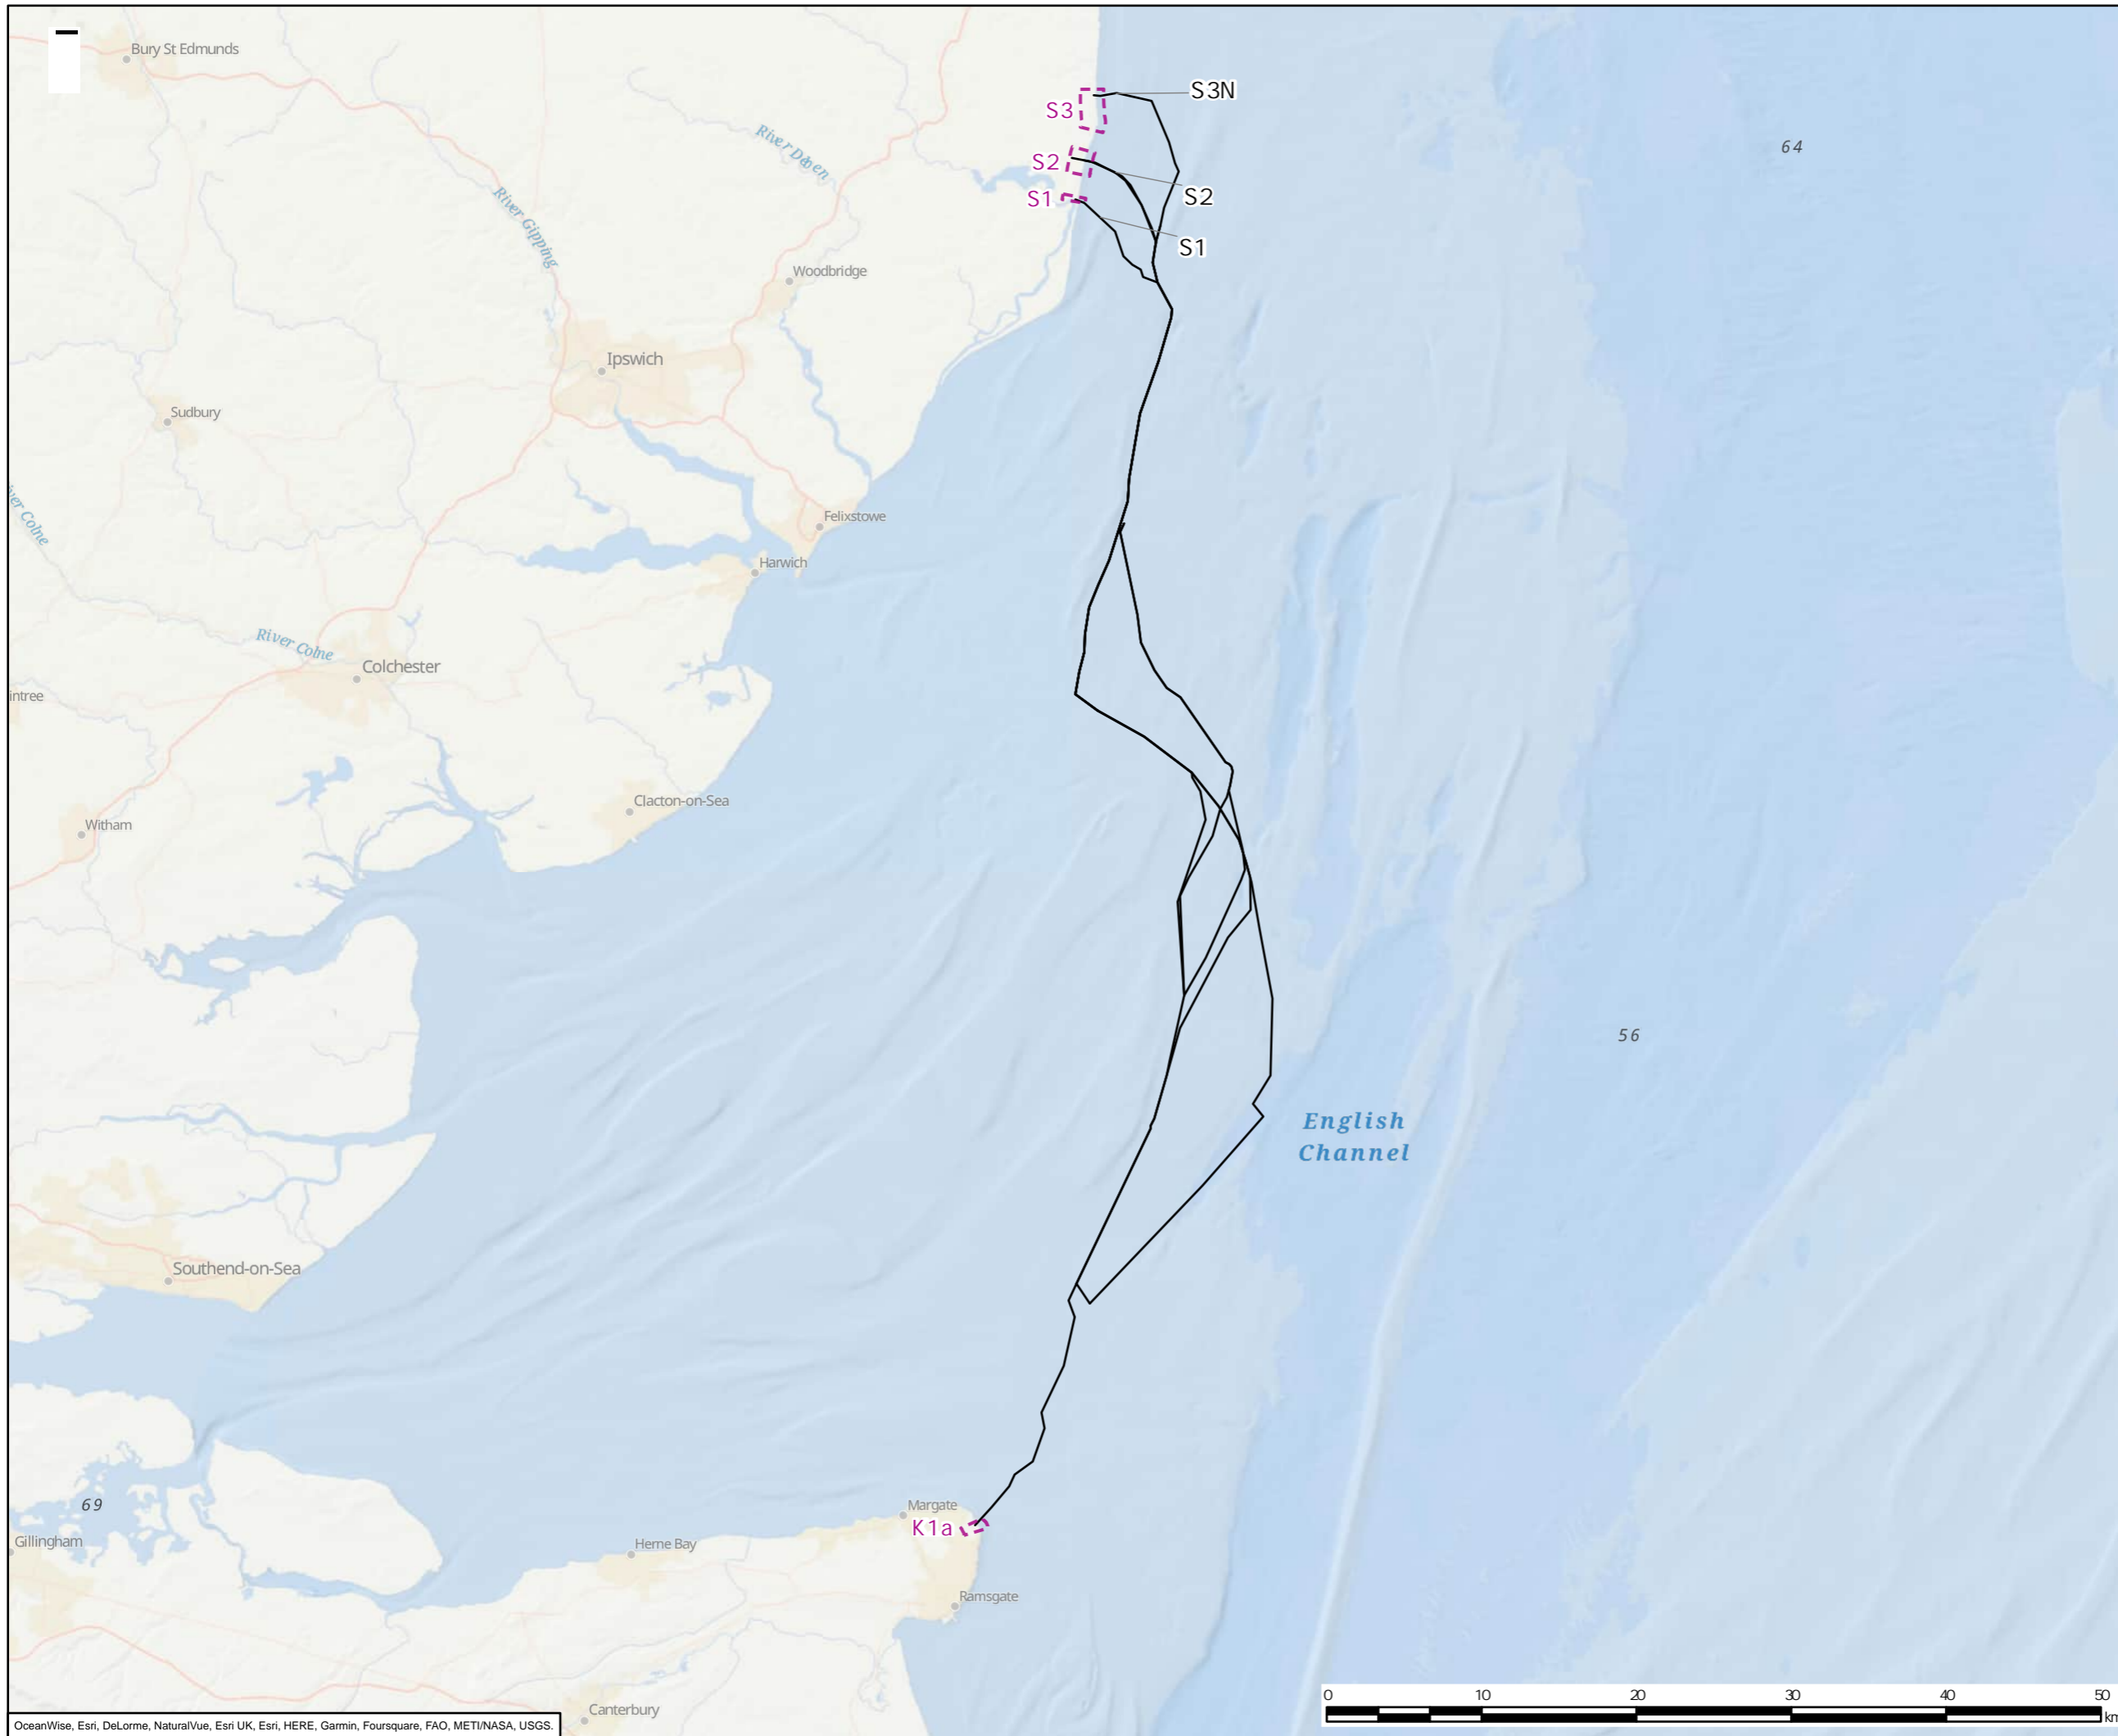 Bury St Edmunds
S3N
S3
River Deben
64
S2
S1
S2
River Gipping
S1
Woodbridge
Ipswich
Sudbury
River Colne
Felixstowe
Harwich
River Colne
Colchester
intree
Clacton-on-Sea
Witham
56
English
Channel
Southend-on-Sea
69
Margate
K1a
Gillingham
Herne Bay
Ramsgate
0 10 20 30 40 50
km
Canterbury
OceanWise, Esri, DeLorme, NaturalVue, Esri UK, Esri, HERE, Garmin, Foursquare, FAO, METI/NASA, USGS.